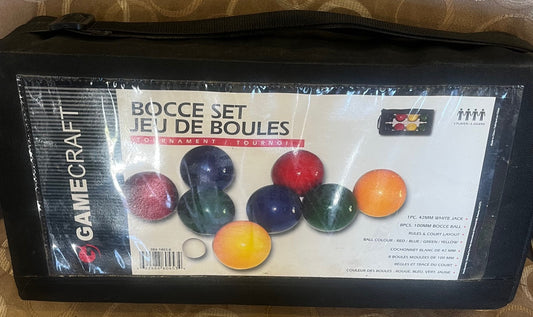 GAMECRAFT
BOCCE SET
JEU DE BOULES
TOURNAMENT / TOURNOI
1PC. 42MM WHITE JACK •
8PCS. 100MM BOCCE BALL •
RULES & COURT LAYOUT •
BALL COLOUR : RED / BLUE / GREEN / YELLOW •
COCHONNET BLANC DE 42 MM •
8 BOULES MOULÉES DE 100 MM •
RÈGLES ET TRACÉ DU COURT •
COULEUR DES BOULES : ROUGE, BLEU, VERT, JAUNE •